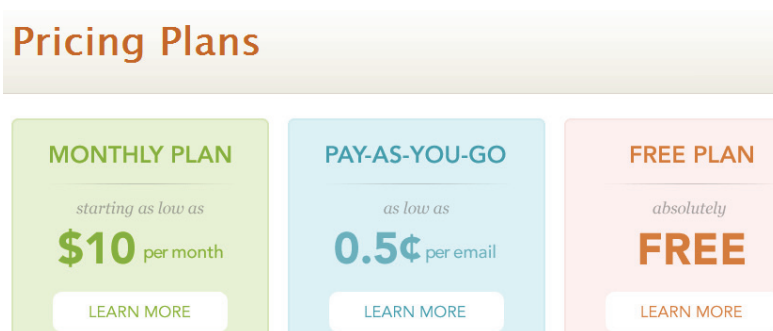 Pricing Plans
MONTHLY PLAN
starting as low as
$10 per month
LEARN MORE
PAY-AS-YOU-GO
as low as
0.5¢ per email
LEARN MORE
FREE PLAN
absolutely
FREE
LEARN MORE